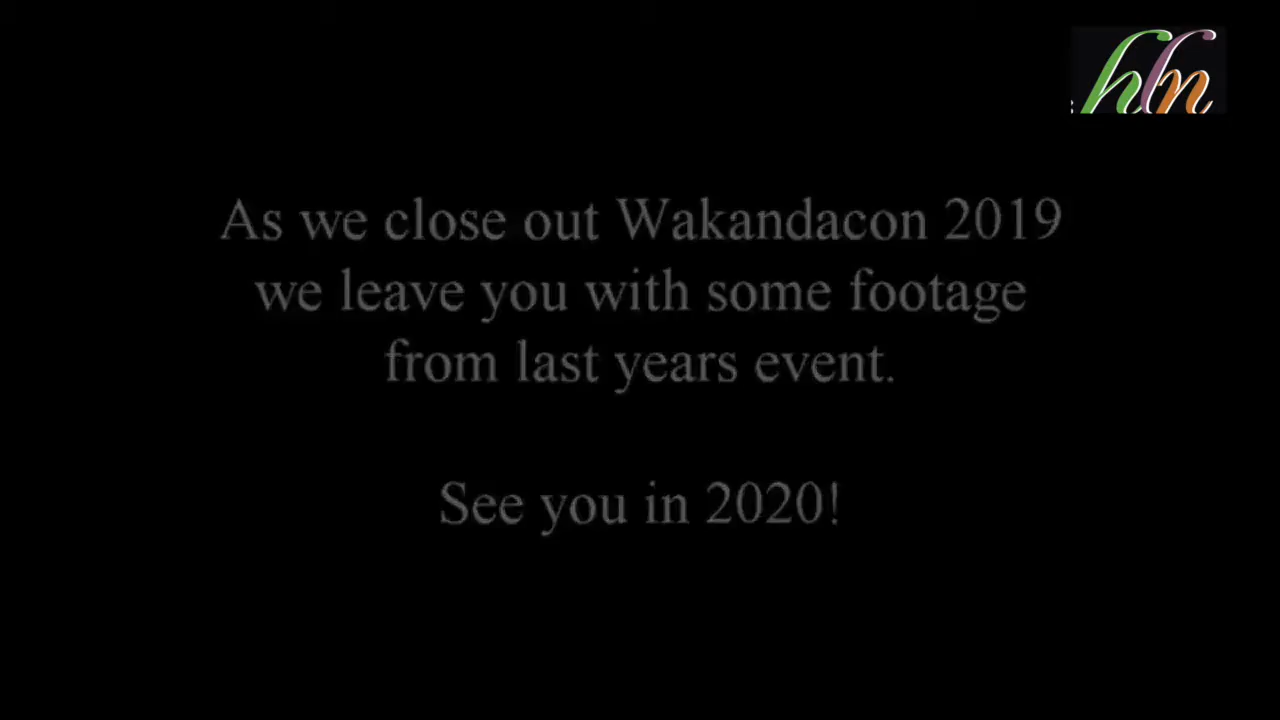 hln
As we close out Wakandacon 2019
we leave you with some footage
from last years event.
See you in 2020!